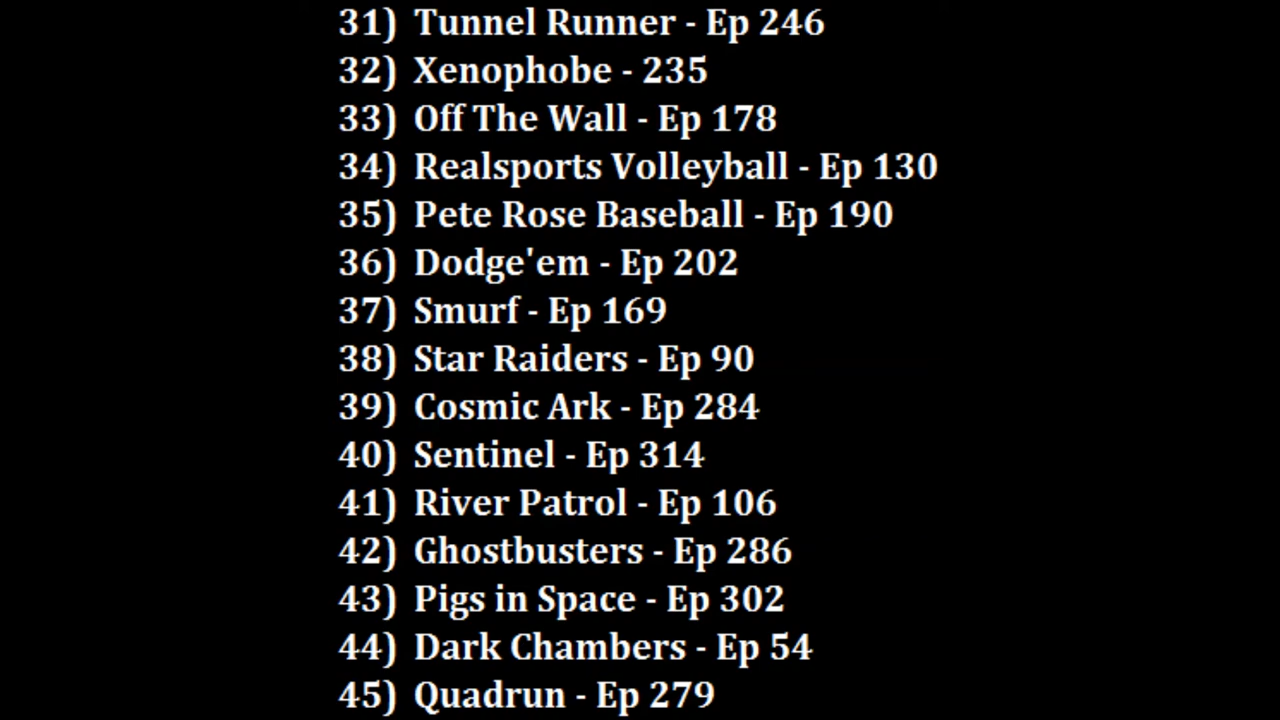 31) Tunnel Runner - Ep 246
32) Xenophobe - 235
33) Off The Wall - Ep 178
34) Realsports Volleyball - Ep 130
35) Pete Rose Baseball - Ep 190
36) Dodge'em - Ep 202
37) Smurf - Ep 169
38) Star Raiders - Ep 90
39) Cosmic Ark - Ep 284
40) Sentinel - Ep 314
41) River Patrol - Ep 106
42) Ghostbusters - Ep 286
43) Pigs in Space - Ep 302
44) Dark Chambers - Ep 54
45) Quadrun - Ep 279